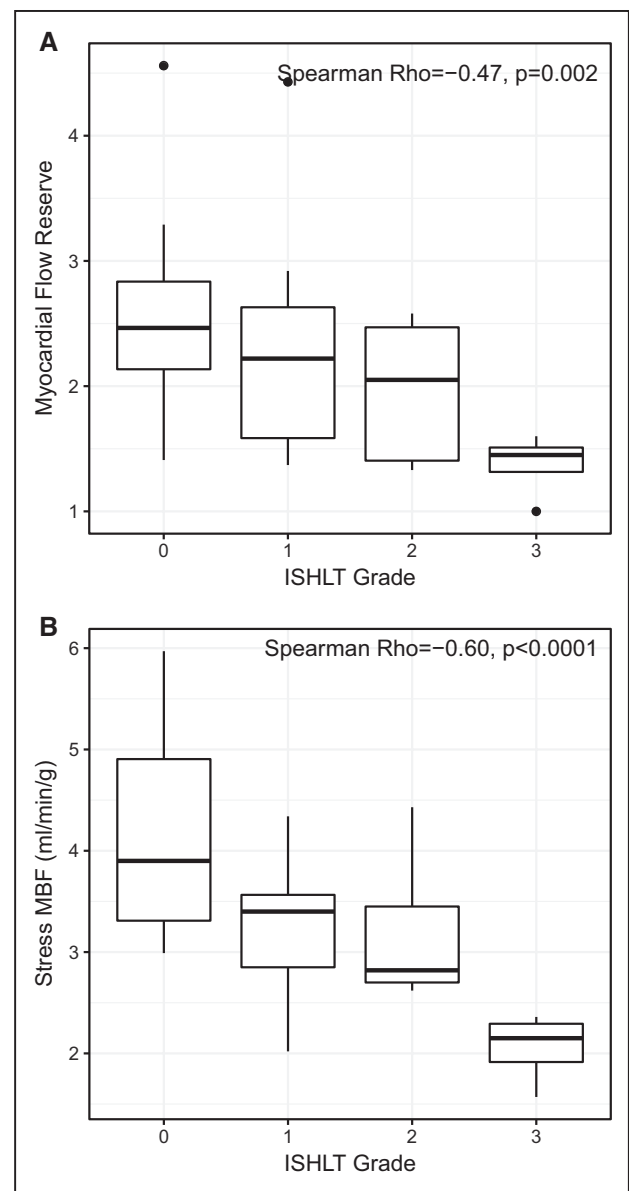 A
Spearman Rho=−0.47, p=0.002
Myocardial Flow Reserve
4
3
2
1
0 1 2 3
ISHLT Grade
B
Spearman Rho=−0.60, p<0.0001
Stress MBF (ml/min/g)
6
5
4
3
2
0 1 2 3
ISHLT Grade